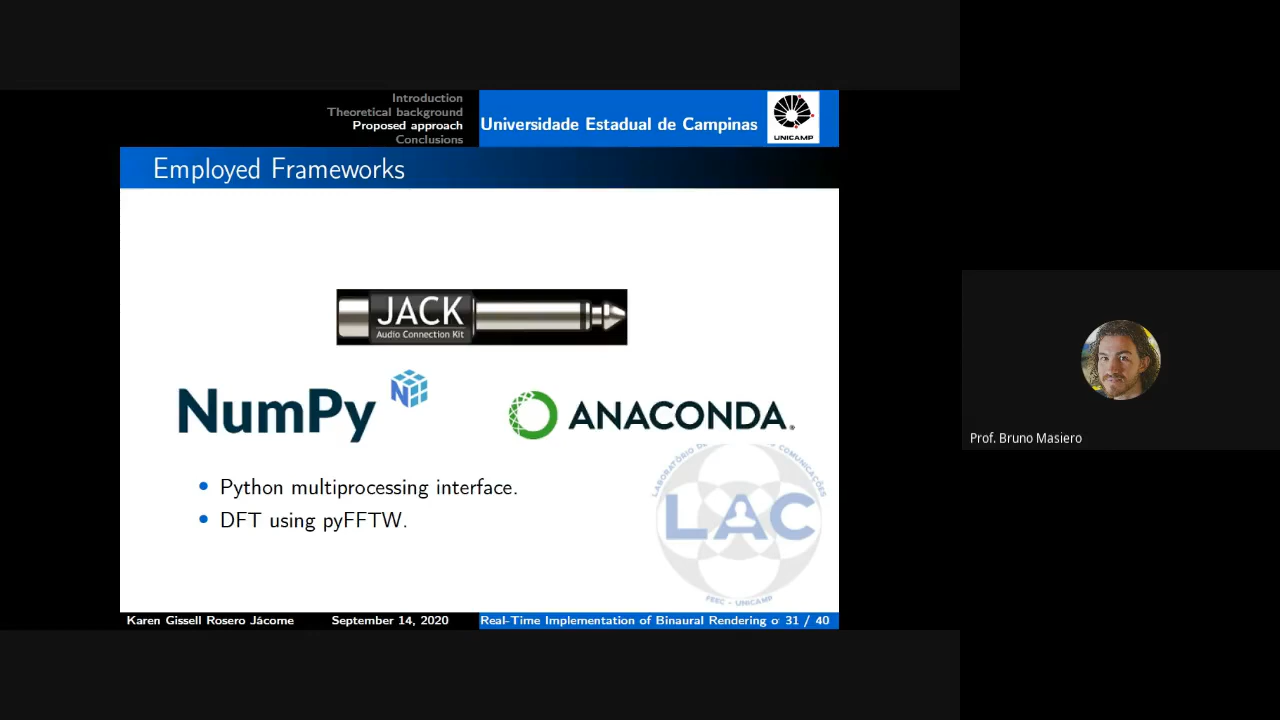 Introduction
Theoretical background
Proposed approach
Conclusions
Universidade Estadual de Campinas
UNICAMP
Employed Frameworks
JACK
Audio Connection Kit
NumPy
ANACONDA.
• Python multiprocessing interface.
• DFT using pyFFTW.
LAC
FEEC - UNICAMP
Karen Gissell Rosero Jácome September 14, 2020 Real-Time Implementation of Binaural Rendering o 31 / 40
Prof. Bruno Masiero